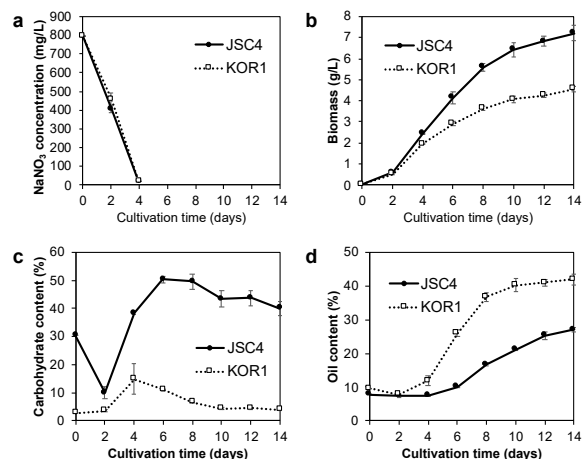 a
NaNO₃ concentration (mg/L)
900
800
700
600
500
400
300
200
100
0
JSC4
KOR1
0 2 4 6 8 10 12 14
Cultivation time (days)
b
Biomass (g/L)
8
7
6
5
4
3
2
1
0
JSC4
KOR1
0 2 4 6 8 10 12 14
Cultivation time (days)
c
Carbohydrate content (%)
60
50
40
30
20
10
0
JSC4
KOR1
0 2 4 6 8 10 12 14
Cultivation time (days)
d
Oil content (%)
50
40
30
20
10
0
JSC4
KOR1
0 2 4 6 8 10 12 14
Cultivation time (days)